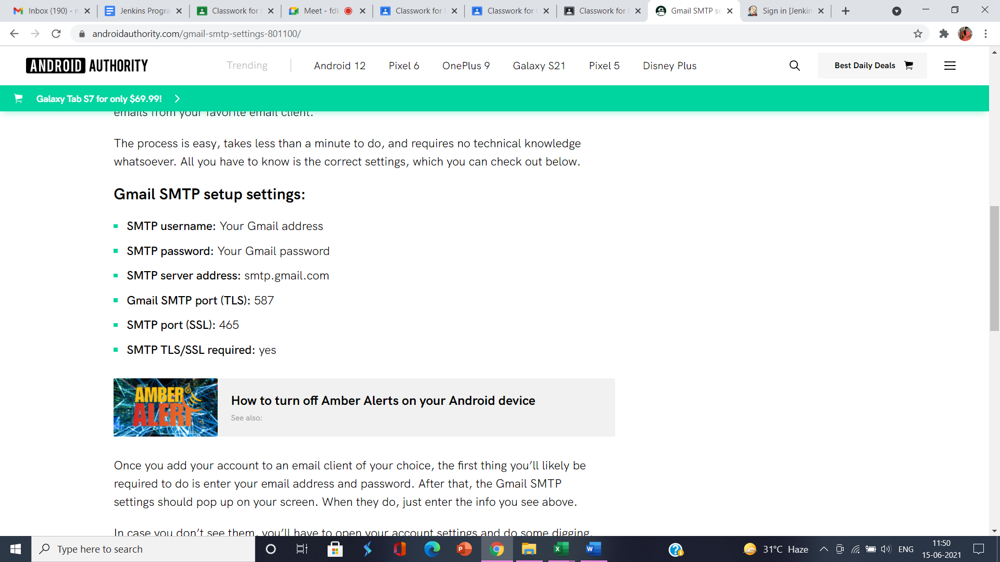 Inbox (190) - n
Jenkins Progra
Classwork for
Meet - fdk
Classwork for
Classwork for
Classwork for
Gmail SMTP se
Sign in [Jenkin
androidauthority.com/gmail-smtp-settings-801100/
ANDROID AUTHORITY
Trending
Android 12
Pixel 6
OnePlus 9
Galaxy S21
Pixel 5
Disney Plus
Best Daily Deals
Galaxy Tab S7 for only $69.99!
emails from your favorite email client.
The process is easy, takes less than a minute to do, and requires no technical knowledge
whatsoever. All you have to know is the correct settings, which you can check out below.
Gmail SMTP setup settings:
SMTP username: Your Gmail address
SMTP password: Your Gmail password
SMTP server address: smtp.gmail.com
Gmail SMTP port (TLS): 587
SMTP port (SSL): 465
SMTP TLS/SSL required: yes
AMBER®
ALERT
How to turn off Amber Alerts on your Android device
See also:
Once you add your account to an email client of your choice, the first thing you’ll likely be
required to do is enter your email address and password. After that, the Gmail SMTP
settings should pop up on your screen. When they do, just enter the info you see above.
In case you don’t see them, you’ll have to open your account settings and do some digging.
Type here to search
31°C Haze
ENG
11:50
15-06-2021